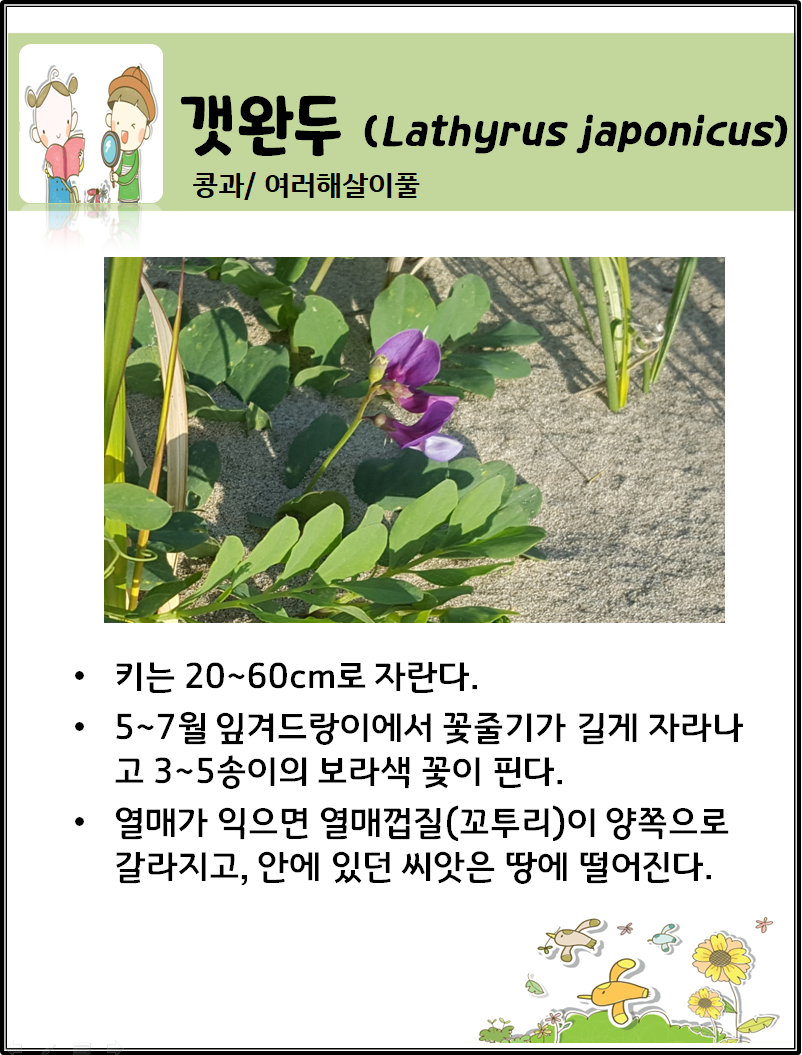 갯완두 (Lathyrus japonicus)
콩과/ 여러해살이풀
• 키는 20~60cm로 자란다.
• 5~7월 잎겨드랑이에서 꽃줄기가 길게 자라나
고 3~5송이의 보라색 꽃이 핀다.
• 열매가 익으면 열매껍질(꼬투리)이 양쪽으로
갈라지고, 안에 있던 씨앗은 땅에 떨어진다.